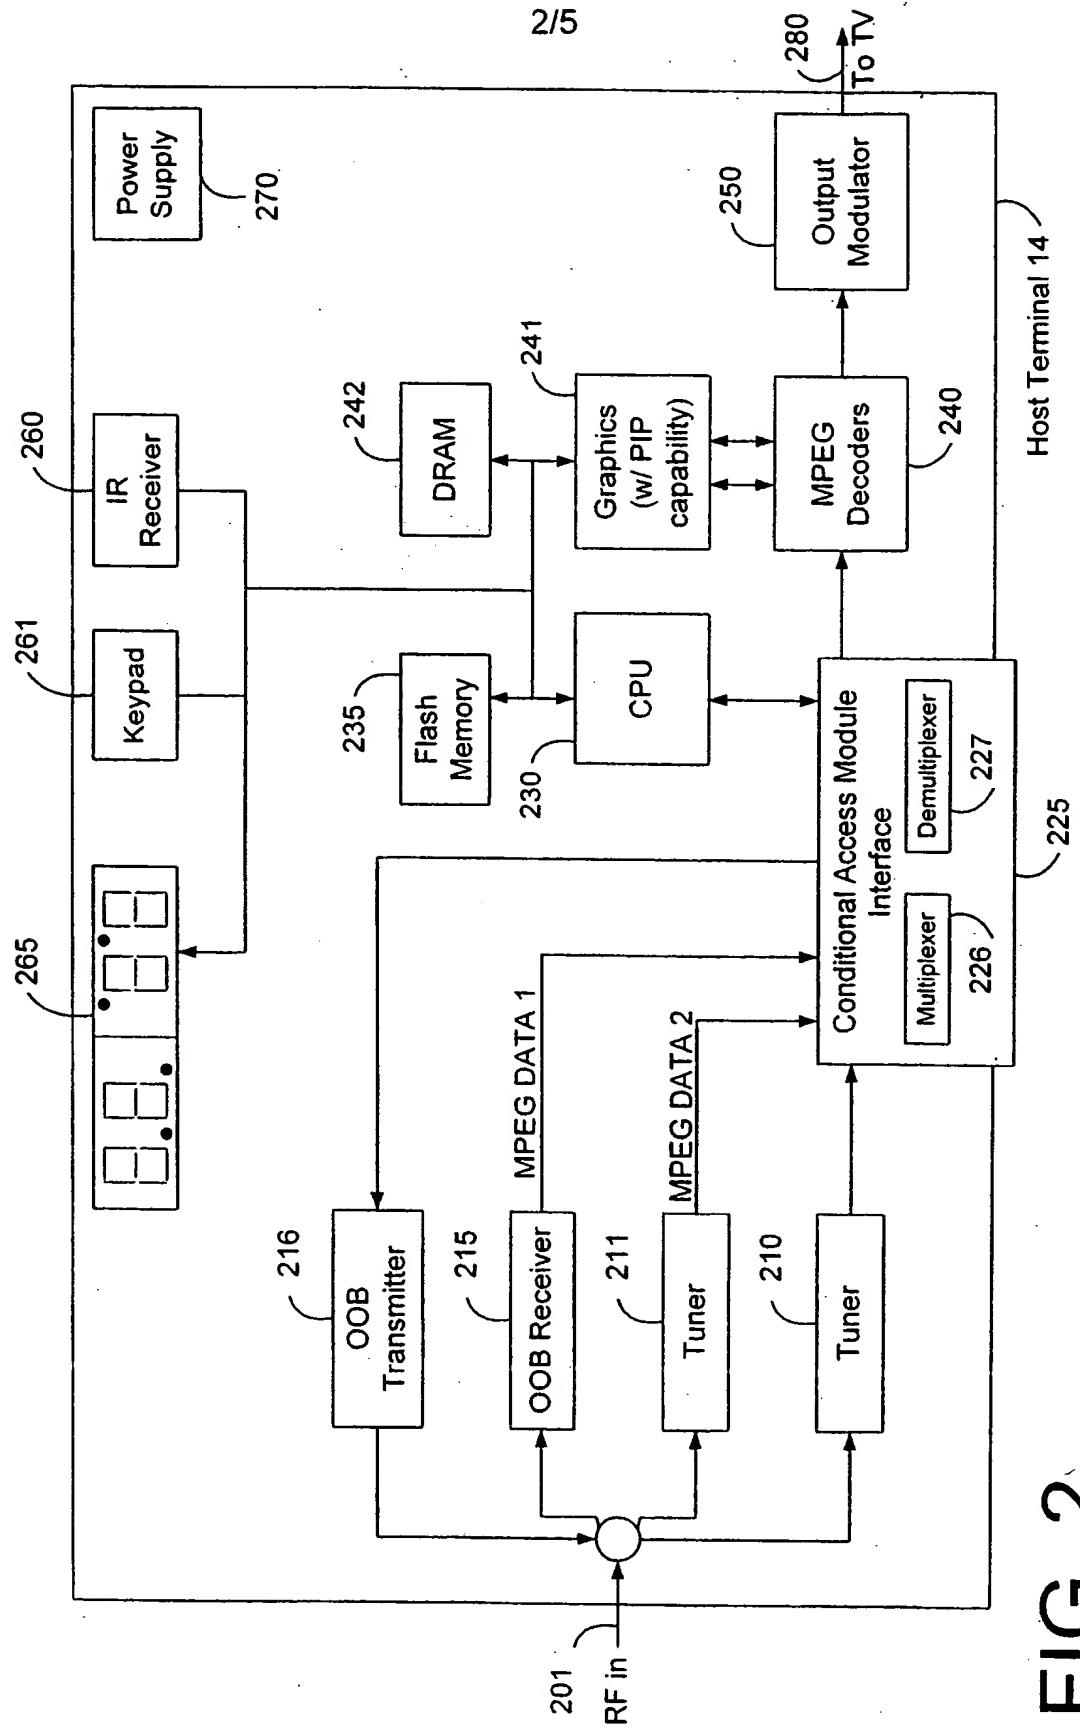 2/5
265
261
260
Keypad
IR
Receiver
Power
Supply
270
216
OOB
Transmitter
235
Flash
Memory
242
DRAM
215
OOB Receiver
MPEG DATA 1
230
CPU
241
Graphics
(w/ PIP
capability)
211
Tuner
MPEG DATA 2
201
RF in
210
Tuner
Conditional Access Module
Interface
Multiplexer
226
Demultiplexer
227
225
MPEG
Decoders
240
250
Output
Modulator
280
To TV
Host Terminal 14
FIG. 2